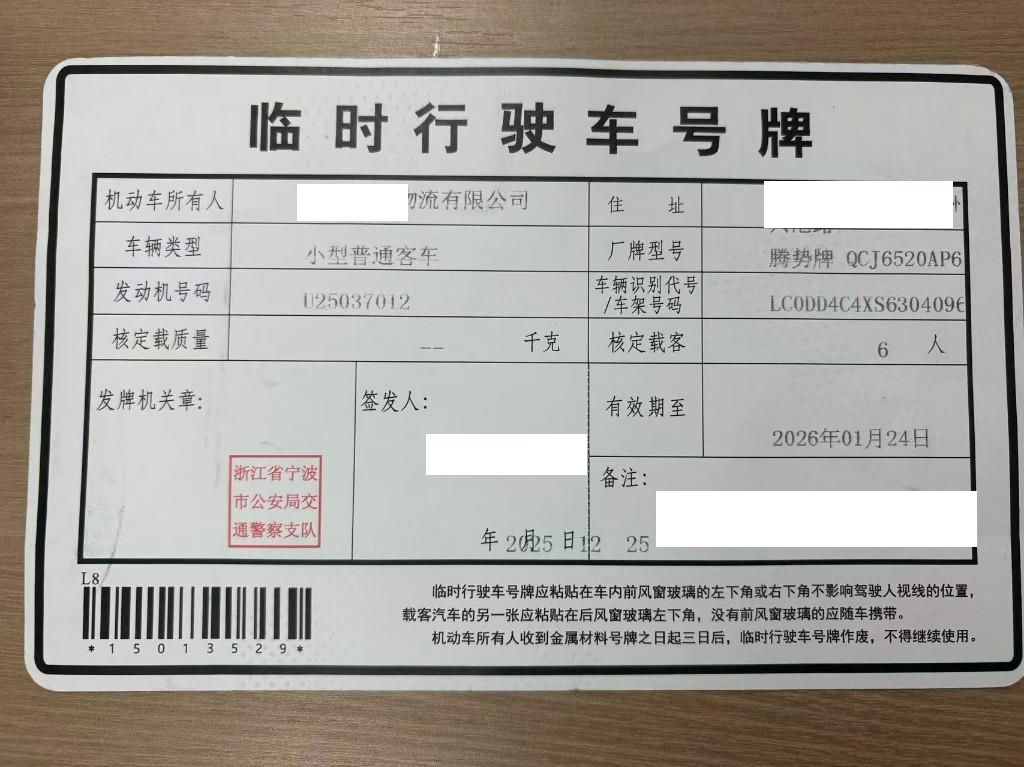 临时行驶车号牌
机动车所有人 物流有限公司 住 址
车辆类型 小型普通客车 厂牌型号 腾势牌 QCJ6520AP6
发动机号码 U25037012 车辆识别代号/车架号码 LC0DD4C4XS6304096
核定载质量 -- 千克 核定载客 6 人
发牌机关章:
浙江省宁波
市公安局交
通警察支队
签发人:
年 月 日
2025 12 25
有效期至 2026年01月24日
备注:
L8
*15013529*
临时行驶车号牌应粘贴在车内前风窗玻璃的左下角或右下角不影响驾驶人视线的位置,
载客汽车的另一张应粘贴在后风窗玻璃左下角,没有前风窗玻璃的应随车携带。
机动车所有人收到金属材料号牌之日起三日后,临时行驶车号牌作废,不得继续使用。